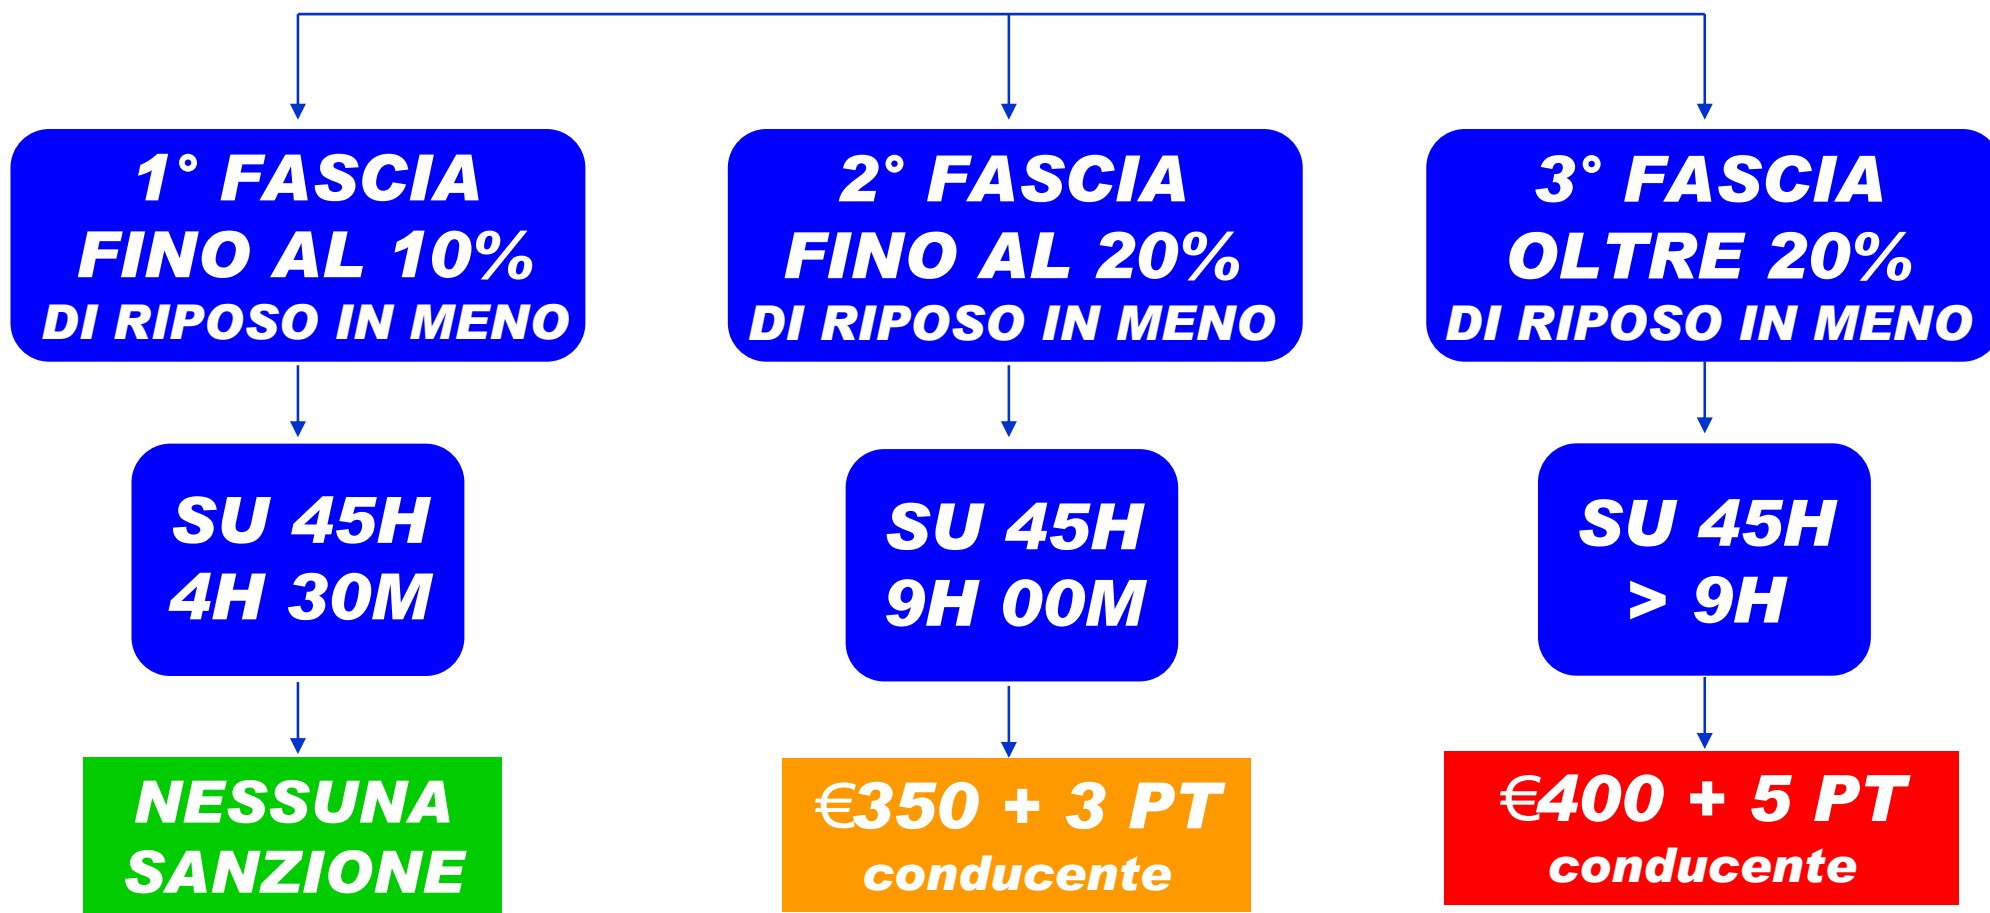 1° FASCIA
FINO AL 10%
DI RIPOSO IN MENO
2° FASCIA
FINO AL 20%
DI RIPOSO IN MENO
3° FASCIA
OLTRE 20%
DI RIPOSO IN MENO
SU 45H
4H 30M
SU 45H
9H 00M
SU 45H
> 9H
NESSUNA
SANZIONE
€350 + 3 PT
conducente
€400 + 5 PT
conducente